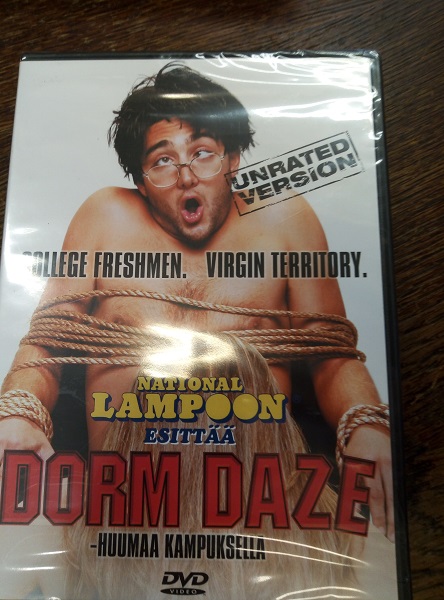 UNRATED
VERSION
COLLEGE FRESHMEN. VIRGIN TERRITORY.
NATIONAL
LAMPOON
ESITTÄÄ
DORM DAZE
-HUUMAA KAMPUKSELLA
DVD
VIDEO